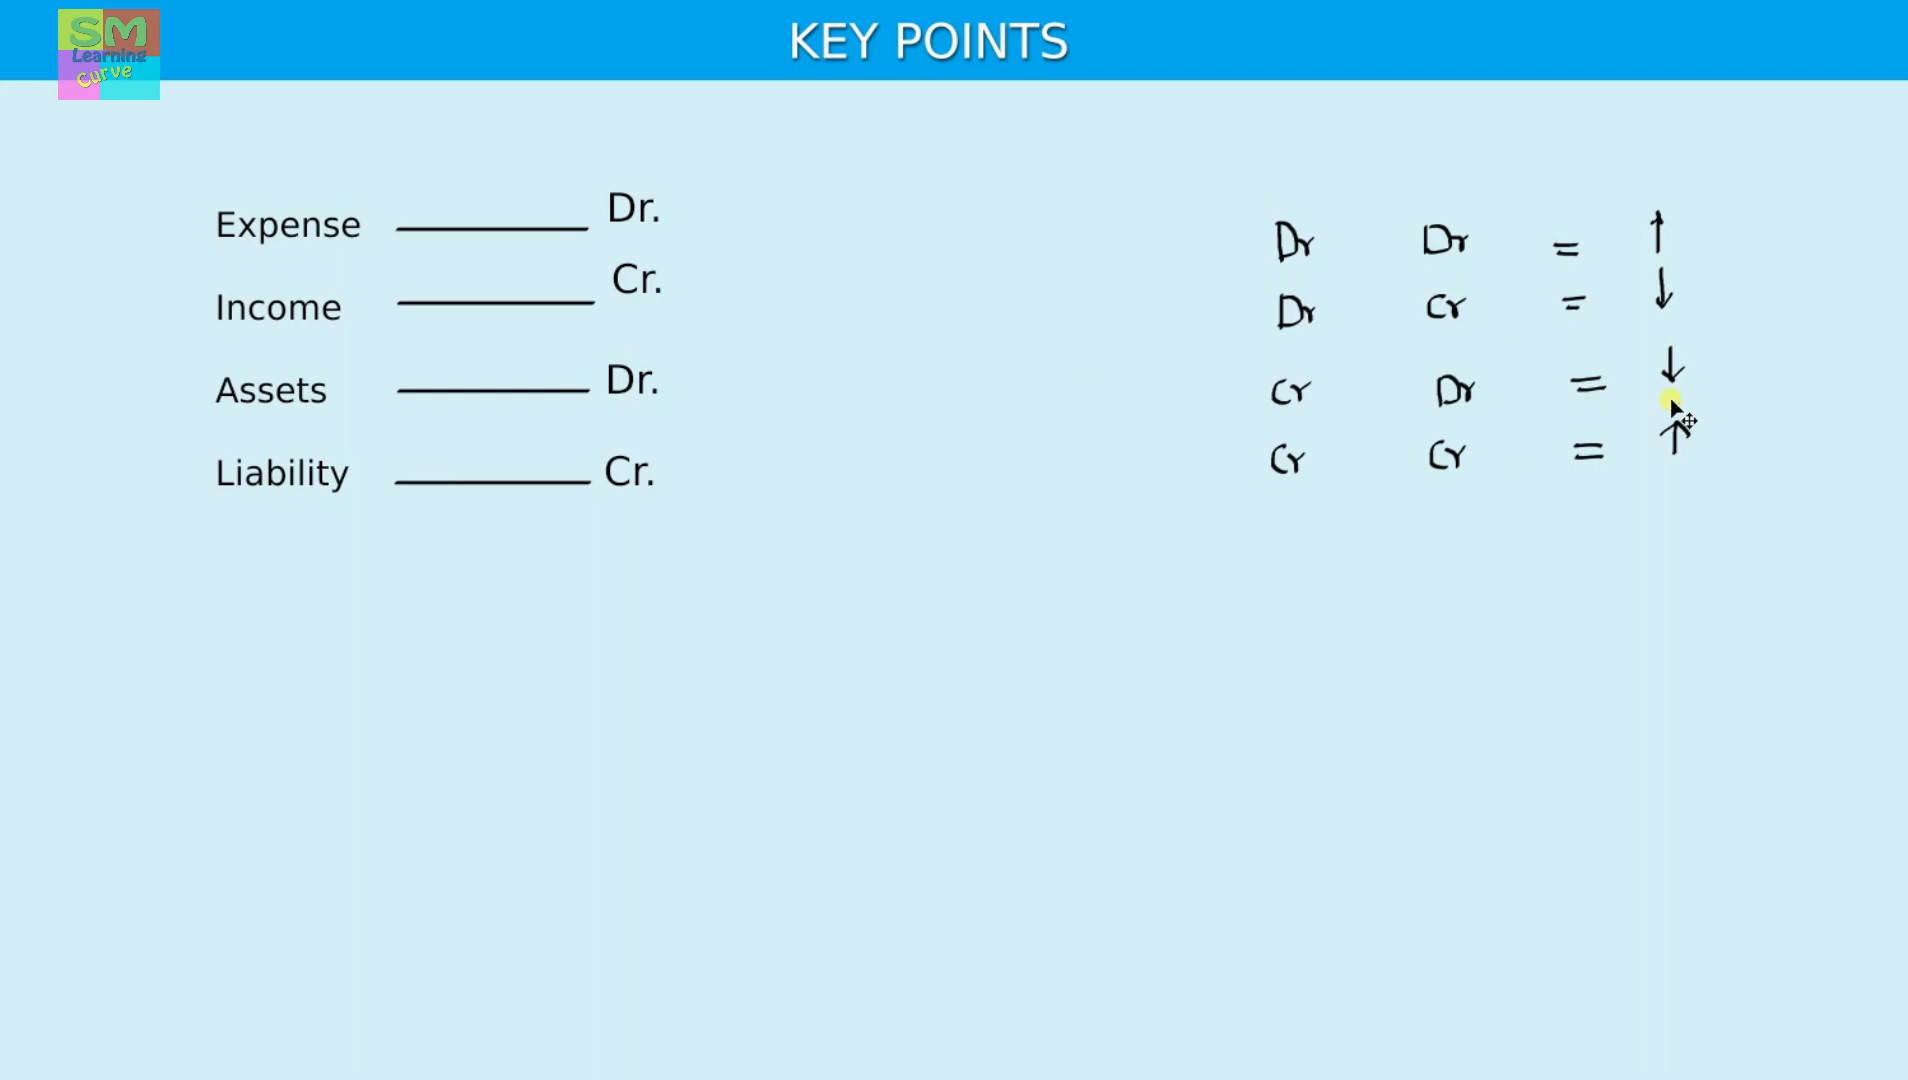 SM
Learning
Curve
KEY POINTS
Expense Dr.
Income Cr.
Assets Dr.
Liability Cr.
Dr Dr = ↑
Dr Cr = ↓
Cr Dr = ↓
Cr Cr = ↑